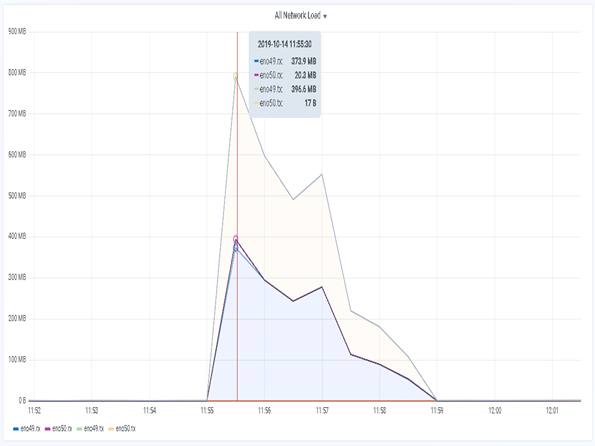 All Network Load
900 MB
800 MB
700 MB
600 MB
500 MB
400 MB
300 MB
200 MB
100 MB
0 B
2019-10-14 11:55:30
eno49.rx: 373.9 MB
eno50.rx: 20.3 MB
eno49.tx: 396.6 MB
eno50.tx: 17 B
11:52 11:53 11:54 11:55 11:56 11:57 11:58 11:59 12:00 12:01
eno49.rx eno50.rx eno49.tx eno50.tx